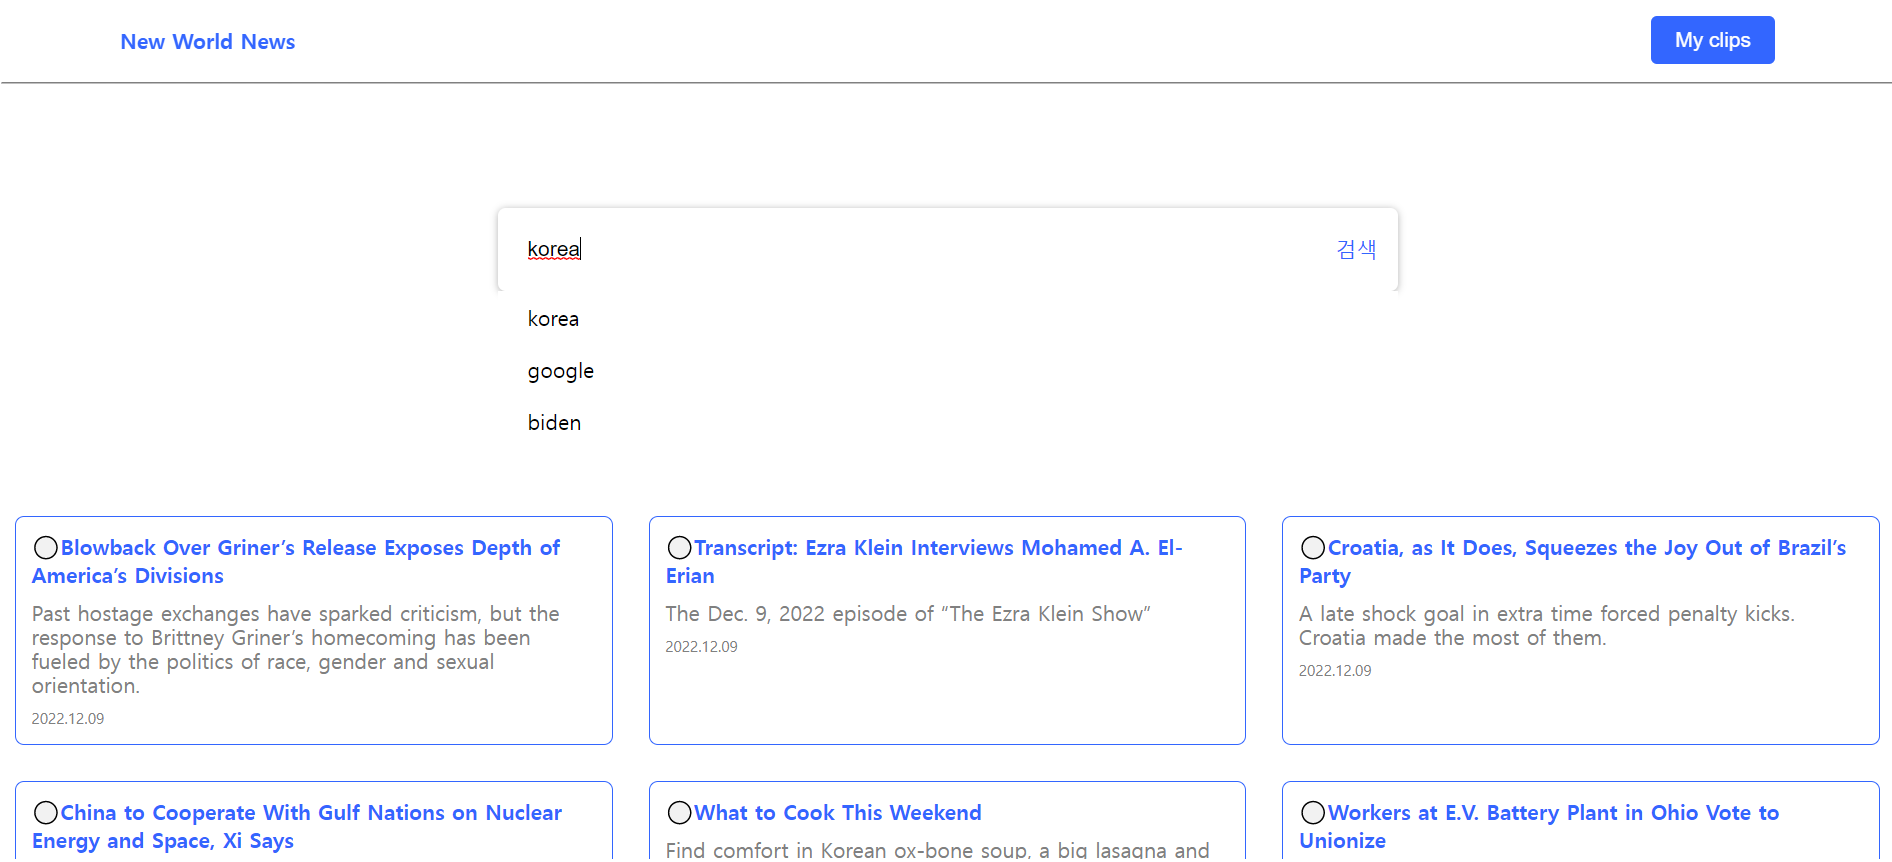 New World News
My clips
korea
검색
korea
google
biden
Blowback Over Griner’s Release Exposes Depth of
America’s Divisions
Past hostage exchanges have sparked criticism, but the
response to Brittney Griner’s homecoming has been
fueled by the politics of race, gender and sexual
orientation.
2022.12.09
Transcript: Ezra Klein Interviews Mohamed A. El-
Erian
The Dec. 9, 2022 episode of “The Ezra Klein Show”
2022.12.09
Croatia, as It Does, Squeezes the Joy Out of Brazil’s
Party
A late shock goal in extra time forced penalty kicks.
Croatia made the most of them.
2022.12.09
China to Cooperate With Gulf Nations on Nuclear
Energy and Space, Xi Says
What to Cook This Weekend
Find comfort in Korean ox-bone soup, a big lasagna and
Workers at E.V. Battery Plant in Ohio Vote to
Unionize